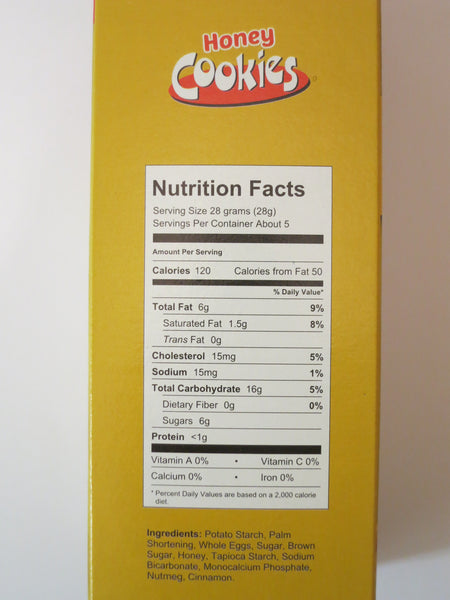 Honey
Cookies
Nutrition Facts
Serving Size 28 grams (28g)
Servings Per Container About 5
Amount Per Serving
Calories 120 Calories from Fat 50
% Daily Value*
Total Fat 6g 9%
Saturated Fat 1.5g 8%
Trans Fat 0g
Cholesterol 15mg 5%
Sodium 15mg 1%
Total Carbohydrate 16g 5%
Dietary Fiber 0g 0%
Sugars 6g
Protein <1g
Vitamin A 0% • Vitamin C 0%
Calcium 0% • Iron 0%
* Percent Daily Values are based on a 2,000 calorie
diet.
Ingredients: Potato Starch, Palm
Shortening, Whole Eggs, Sugar, Brown
Sugar, Honey, Tapioca Starch, Sodium
Bicarbonate, Monocalcium Phosphate,
Nutmeg, Cinnamon.